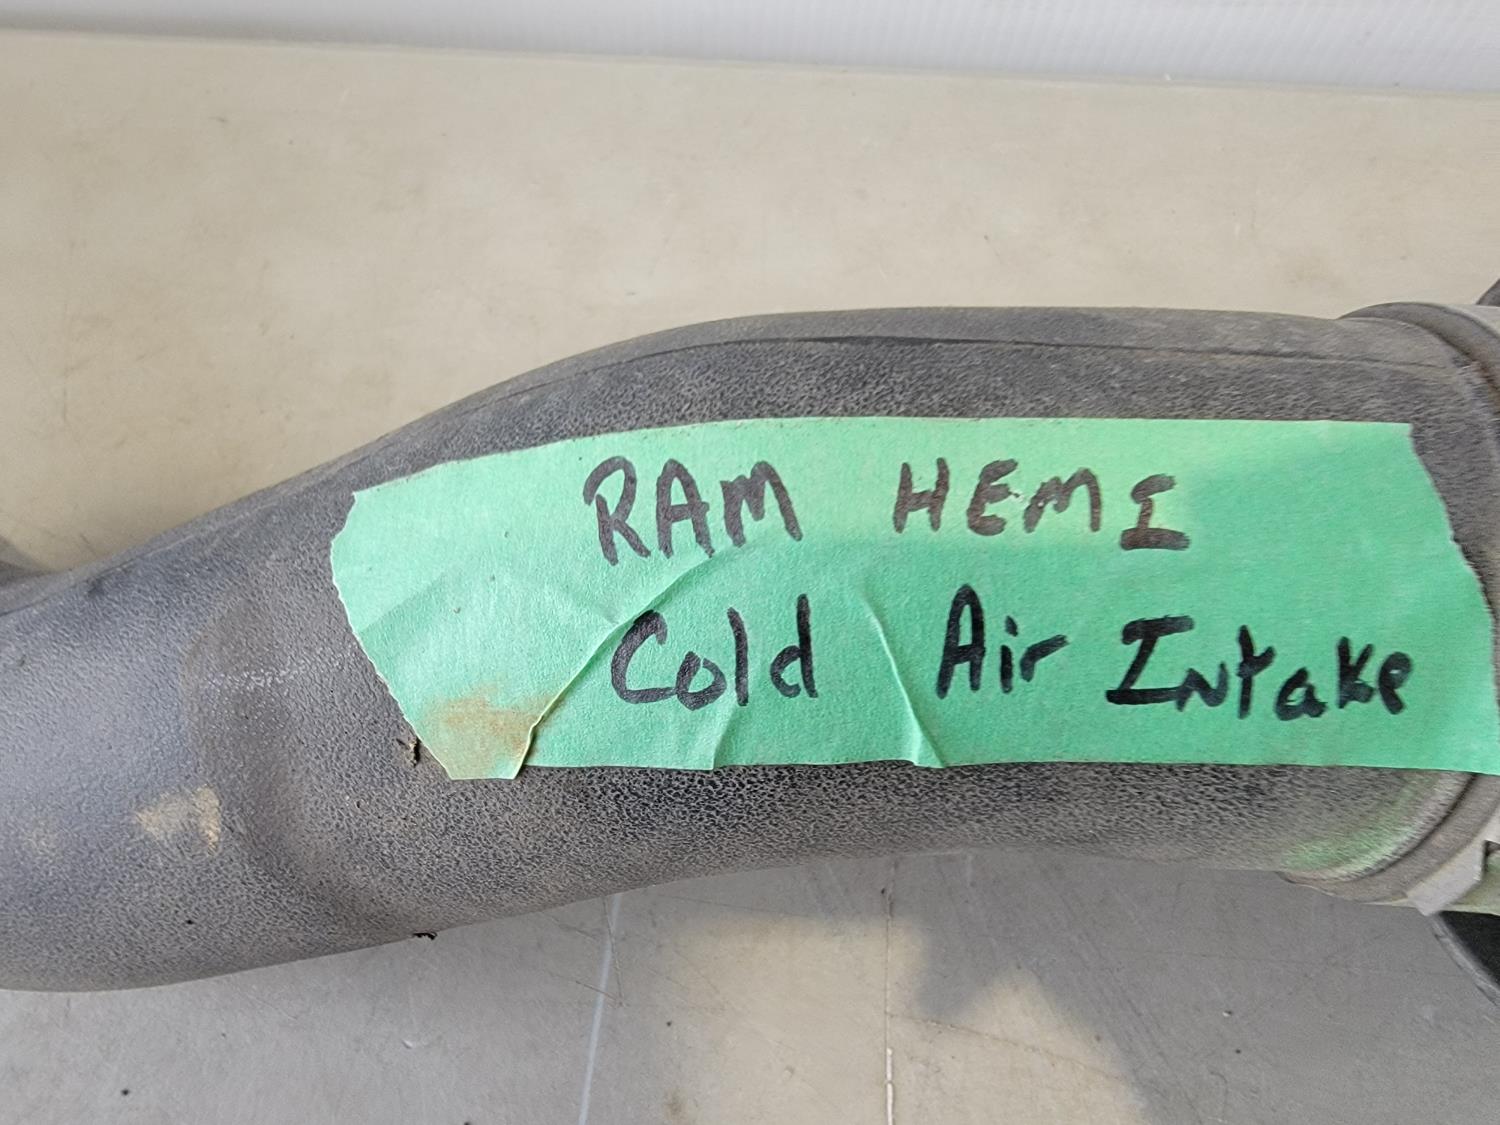 RAM HEMI
Cold Air Intake